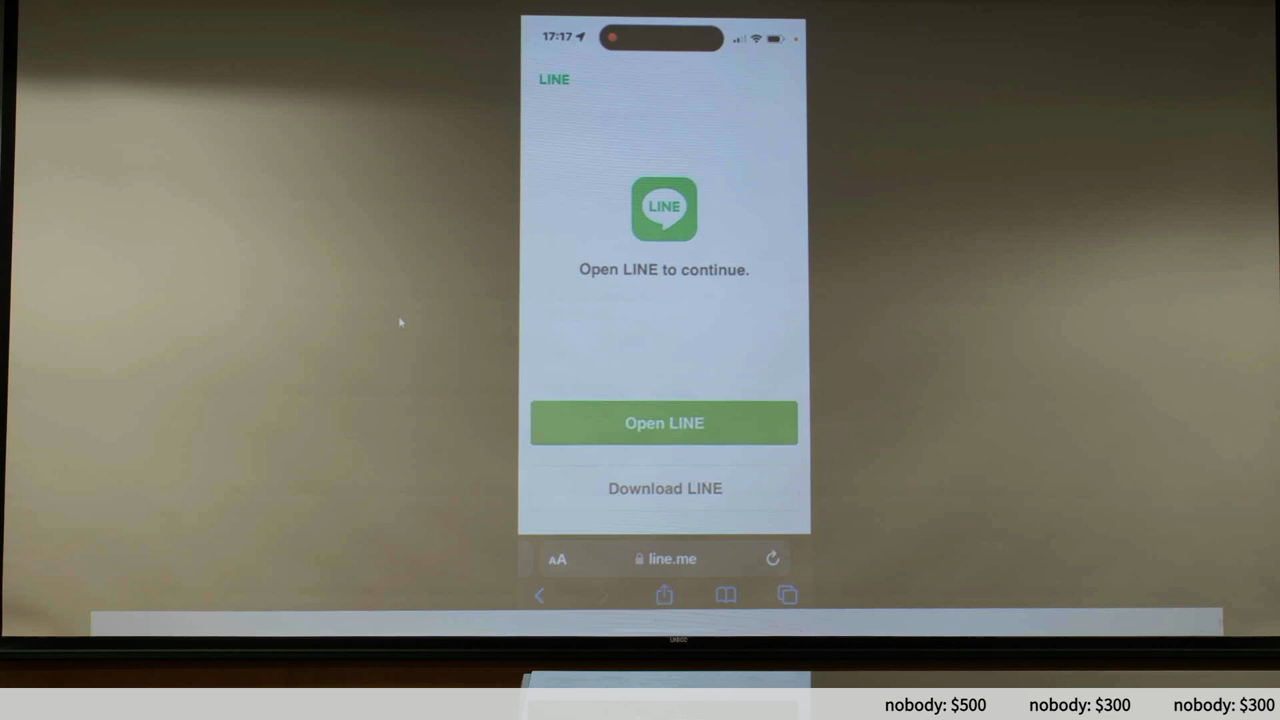 17:17
LINE
LINE
Open LINE to continue.
Open LINE
Download LINE
AA
line.me
nobody: $500 nobody: $300 nobody: $300